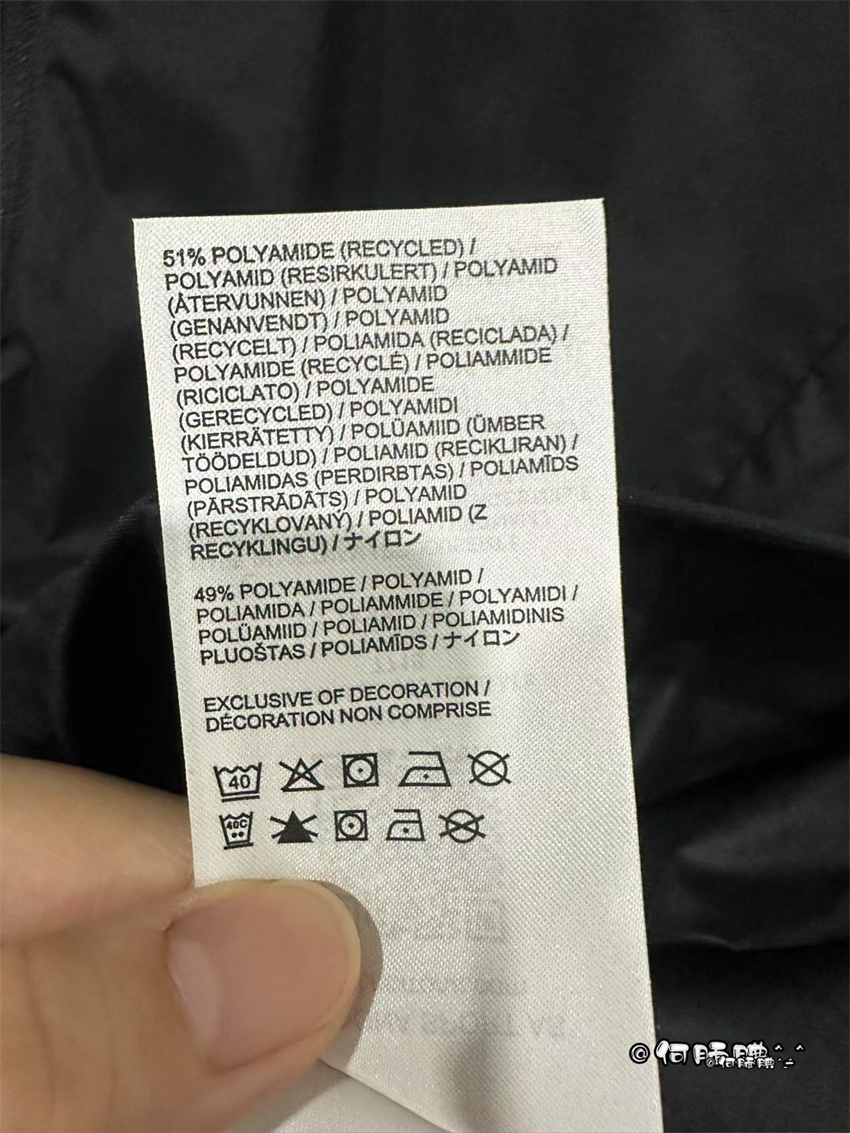 51% POLYAMIDE (RECYCLED) /
POLYAMID (RESIRKULERT) / POLYAMID
(ÅTERVUNNEN) / POLYAMID
(GENANVENDT) / POLYAMID
(RECYCELT) / POLIAMIDA (RECICLADA) /
POLYAMIDE (RECYCLÉ) / POLIAMMIDE
(RICICLATO) / POLYAMIDE
(GERECYCLED) / POLYAMIDI
(KIERRÄTETTY) / POLÜAMIID (ÜMBER
TÖÖDELDUD) / POLIAMID (RECIKLIRAN) /
POLIAMIDAS (PERDIRBTAS) / POLIAMĪDS
(PĀRSTRĀDĀTS) / POLYAMID
(RECYKLOVANÝ) / POLIAMID (Z
RECYKLINGU) / ナイロン
49% POLYAMIDE / POLYAMID /
POLIAMIDA / POLIAMMIDE / POLYAMIDI /
POLÜAMIID / POLIAMID / POLIAMIDINIS
PLUOŠTAS / POLIAMĪDS / ナイロン
EXCLUSIVE OF DECORATION /
DÉCORATION NON COMPRISE
40
40C
©何
©何